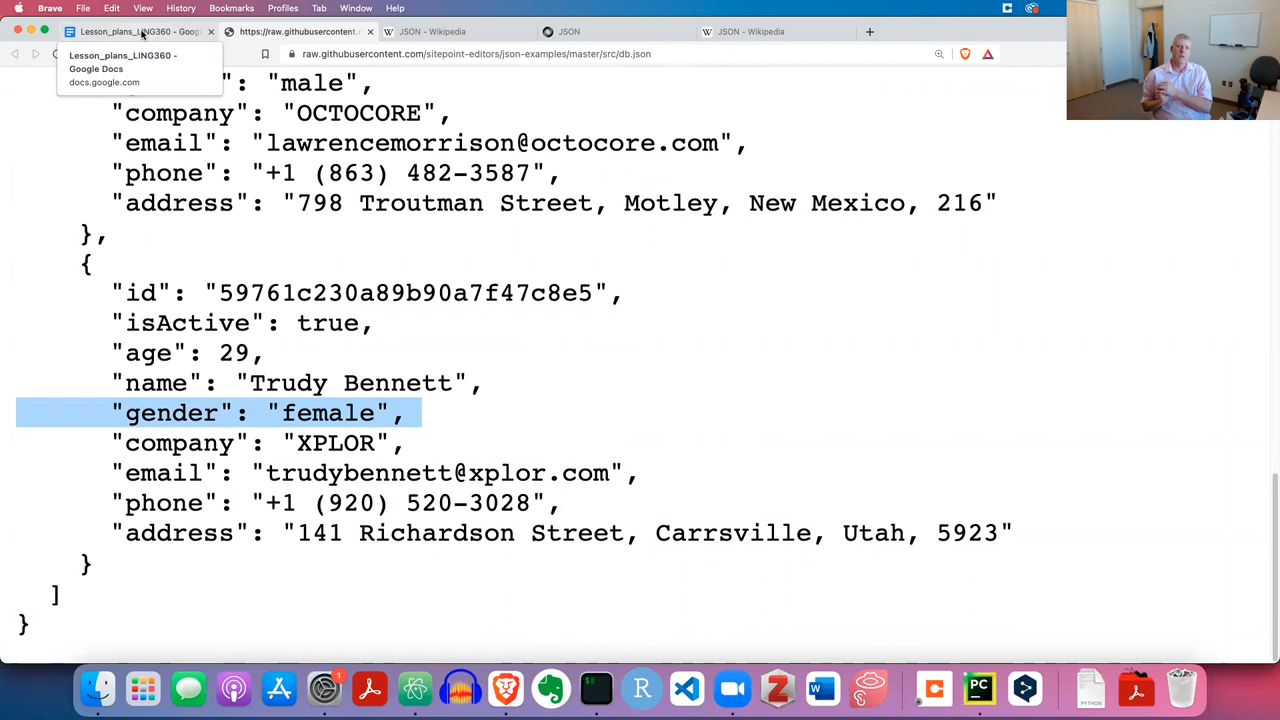 Brave File Edit View History Bookmarks Profiles Tab Window Help
Lesson_plans_LING360 - Goog
https://raw.githubusercontent.
JSON - Wikipedia
JSON
JSON - Wikipedia
raw.githubusercontent.com/sitepoint-editors/json-examples/master/src/db.json
Lesson_plans_LING360 -
Google Docs
docs.google.com
"male",
"company": "OCTOCORE",
"email": "lawrencemorrison@octocore.com",
"phone": "+1 (863) 482-3587",
"address": "798 Troutman Street, Motley, New Mexico, 216"
},
{
"id": "59761c230a89b90a7f47c8e5",
"isActive": true,
"age": 29,
"name": "Trudy Bennett",
"gender": "female",
"company": "XPLOR",
"email": "trudybennett@xplor.com",
"phone": "+1 (920) 520-3028",
"address": "141 Richardson Street, Carrsville, Utah, 5923"
}
]
}
1
$
R
W
C
PC
PYTHON